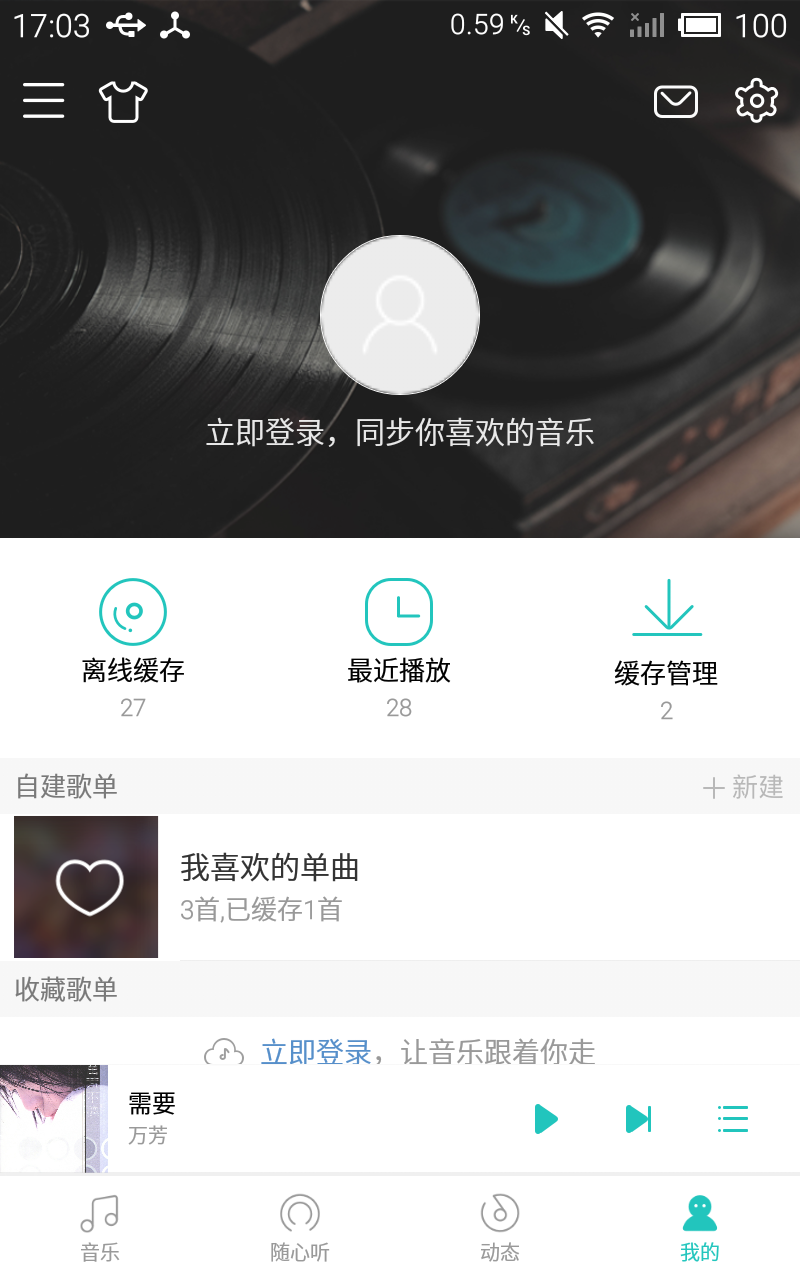 17:03
0.59 K/s
100
立即登录，同步你喜欢的音乐
离线缓存
27
最近播放
28
缓存管理
2
自建歌单
新建
我喜欢的单曲
3首,已缓存1首
收藏歌单
立即登录，让音乐跟着你走
需要
万芳
音乐
随心听
动态
我的